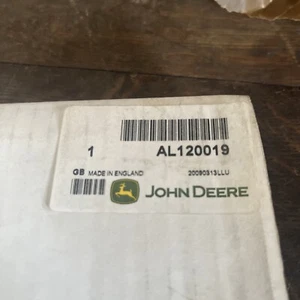 1 AL120019
GB MADE IN ENGLAND 20090313LLU
JOHN DEERE